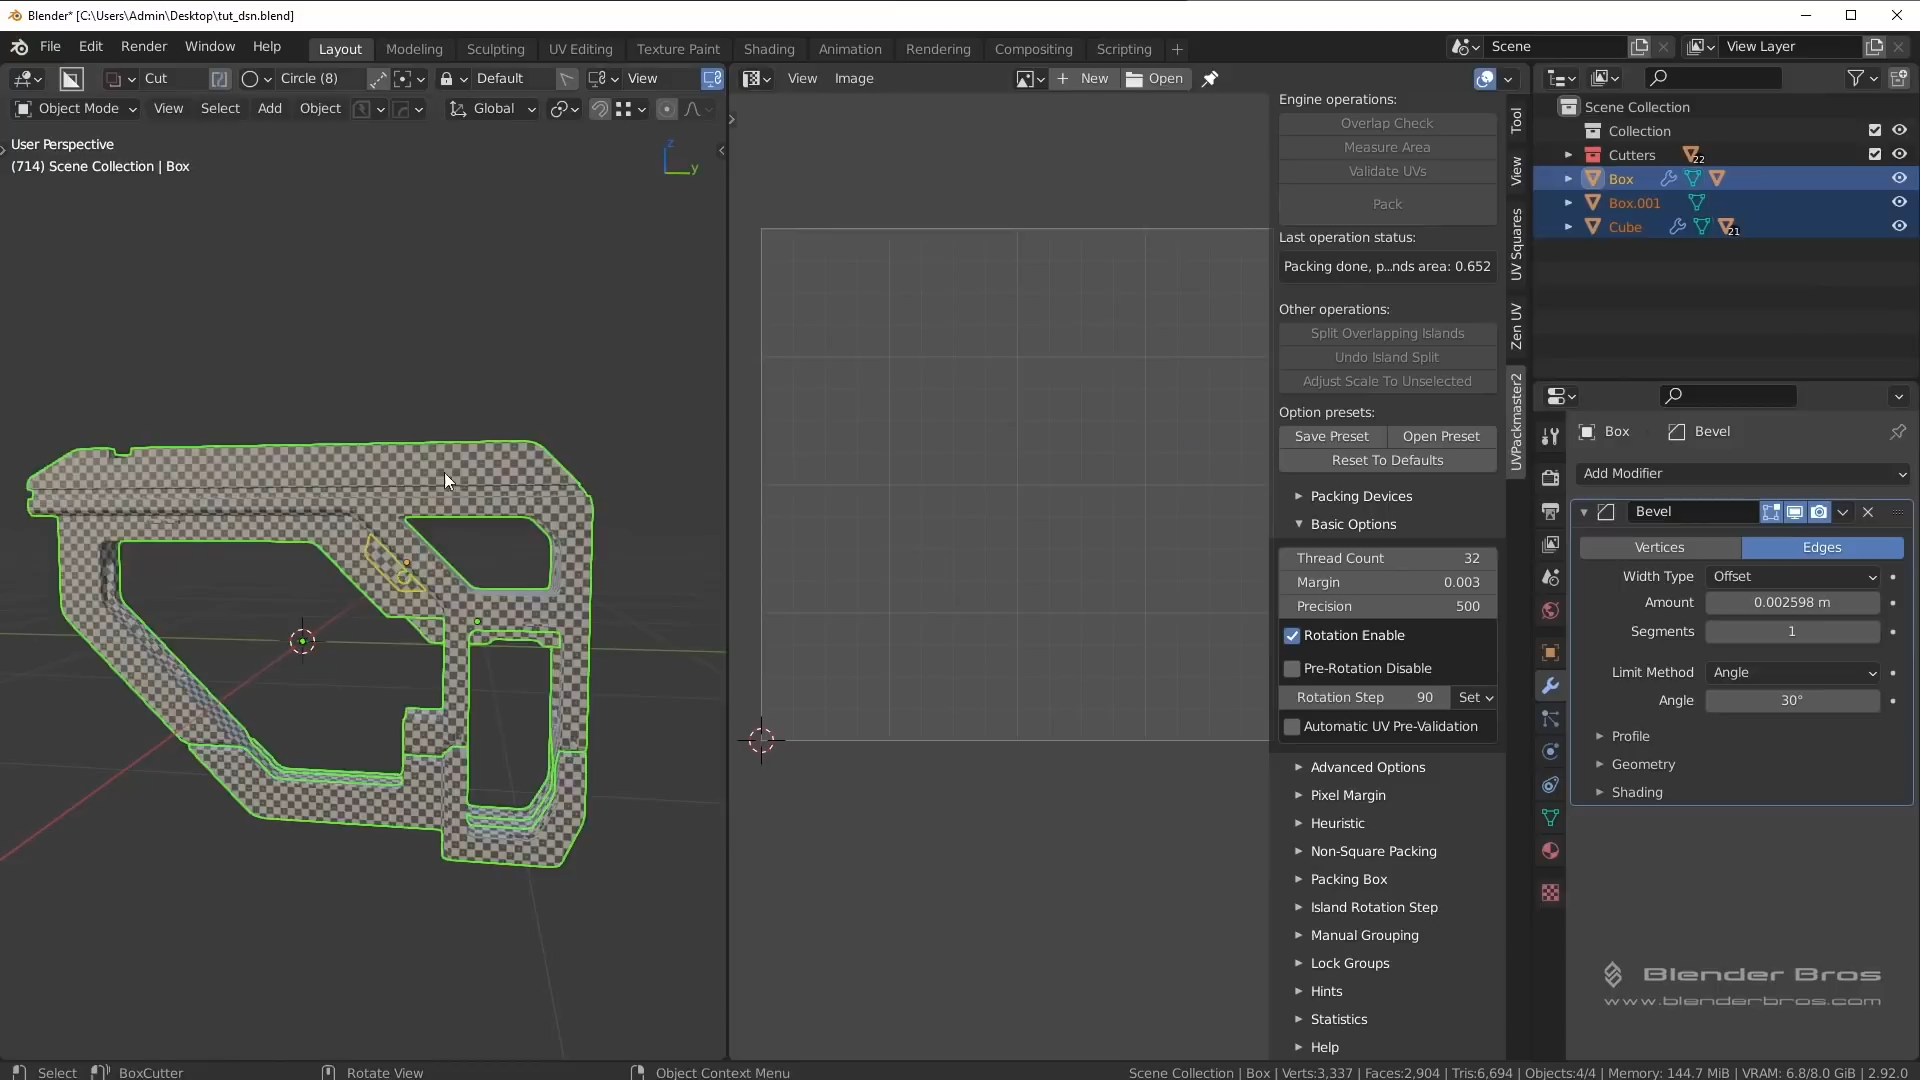 Blender* [C:\Users\Admin\Desktop\tut_dsn.blend]
File Edit Render Window Help
Layout Modeling Sculpting UV Editing Texture Paint Shading Animation Rendering Compositing Scripting
Scene
View Layer
Cut
Circle (8)
Default
View
View Image
New
Open
Object Mode View Select Add Object
Global
User Perspective
(714) Scene Collection | Box
z
y
Engine operations:
Overlap Check
Measure Area
Validate UVs
Pack
Last operation status:
Packing done, p...nds area: 0.652
Other operations:
Split Overlapping Islands
Undo Island Split
Adjust Scale To Unselected
Option presets:
Save Preset
Open Preset
Reset To Defaults
Packing Devices
Basic Options
Thread Count 32
Margin 0.003
Precision 500
Rotation Enable
Pre-Rotation Disable
Rotation Step 90
Set
Automatic UV Pre-Validation
Advanced Options
Pixel Margin
Heuristic
Non-Square Packing
Packing Box
Island Rotation Step
Manual Grouping
Lock Groups
Hints
Statistics
Help
Tool
View
UV Squares
Zen UV
UVPackmaster2
Scene Collection
Collection
Cutters
22
Box
Box.001
Cube
21
Box
Bevel
Add Modifier
Bevel
Vertices
Edges
Width Type Offset
Amount 0.002598 m
Segments 1
Limit Method Angle
Angle 30°
Profile
Geometry
Shading
Blender Bros
www.blenderbros.com
Select
BoxCutter
Rotate View
Object Context Menu
Scene Collection | Box | Verts:3,337 | Faces:2,904 | Tris:6,694 | Objects:4/4 | Memory: 144.7 MiB | VRAM: 6.8/8.0 GiB | 2.92.0